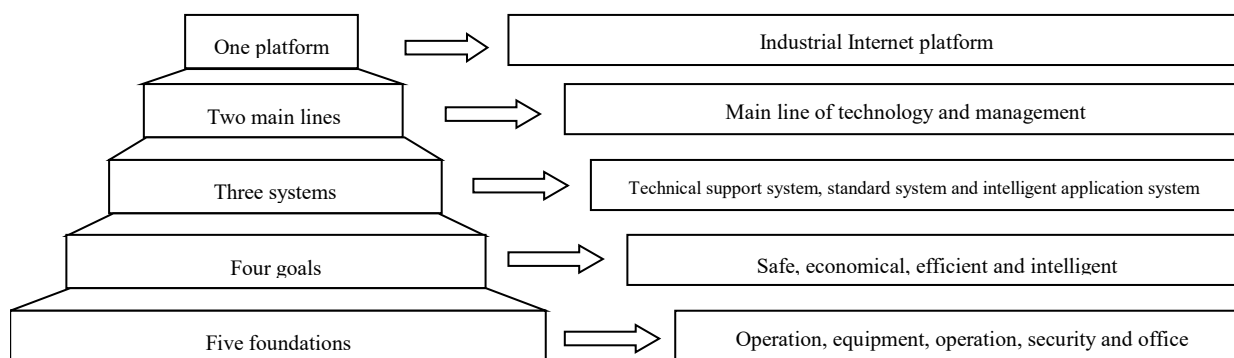 One platform
Industrial Internet platform
Two main lines
Main line of technology and management
Three systems
Technical support system, standard system and intelligent application system
Four goals
Safe, economical, efficient and intelligent
Five foundations
Operation, equipment, operation, security and office